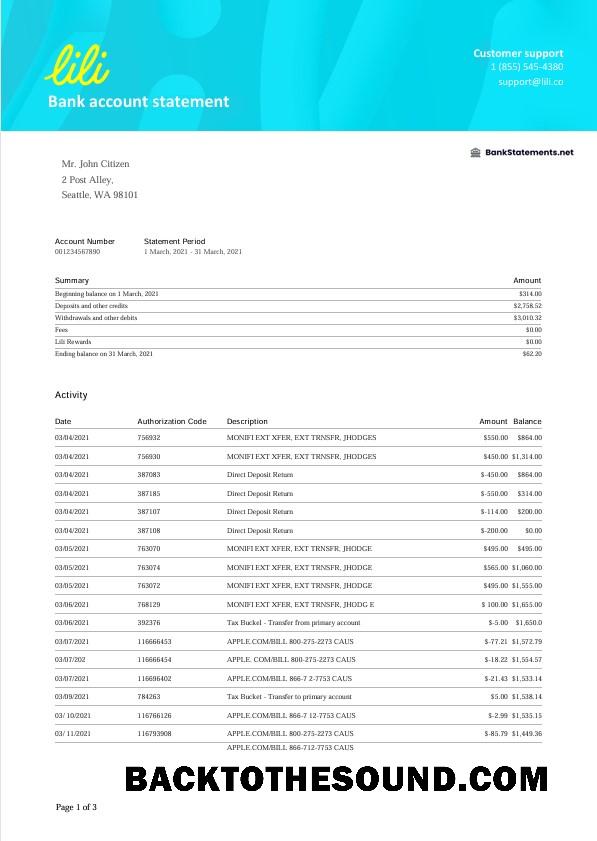 lili
Bank account statement
Customer support
1 (855) 545-4380
support@lili.co
BankStatements.net
Mr. John Citizen
2 Post Alley,
Seattle, WA 98101
Account Number Statement Period
001234567890 1 March, 2021 - 31 March, 2021
Summary Amount
Beginning balance on 1 March, 2021 $314.00
Deposits and other credits $2,758.52
Withdrawals and other debits $3,010.32
Fees $0.00
Lili Rewards $0.00
Ending balance on 31 March, 2021 $62.20
Activity
Date Authorization Code Description Amount Balance
03/04/2021 756932 MONIFI EXT XFER, EXT TRNSFR, JHODGES $550.00 $864.00
03/04/2021 756930 MONIFI EXT XFER, EXT TRNSFR, JHODGES $450.00 $1,314.00
03/04/2021 387083 Direct Deposit Return $-450.00 $864.00
03/04/2021 387185 Direct Deposit Return $-550.00 $314.00
03/04/2021 387107 Direct Deposit Return $-114.00 $200.00
03/04/2021 387108 Direct Deposit Return $-200.00 $0.00
03/05/2021 763070 MONIF EXT XFER, EXT TRNSFR, JHODGE $495.00 $495.00
03/05/2021 763074 MONIF EXT XFER, EXT TRNSFR, JHODGE $565.00 $1,060.00
03/05/2021 763072 MONIF EXT XFER, EXT TRNSFR, JHODGE $495.00 $1,555.00
03/06/2021 768129 MONIF EXT XFER, EXT TRNSFR, JHODG E $ 100.00 $1,655.00
03/06/2021 392376 Tax Bucket - Transfer from primary account $-5.00 $1,650.0
03/07/2021 116666453 APPLE.COM/BILL 800-275-2273 CAUS $-77.21 $1,572.79
03/07/202 116666454 APPLE. COM/BILL 800-275-2273 CAUS $-18.22 $1,554.57
03/07/2021 116696402 APPLE.COM/BILL 866-7 2-7753 CAUS $-21.43 $1,533.14
03/09/2021 784263 Tax Bucket - Transfer to primary account $5.00 $1,538.14
03/ 10/2021 116766126 APPLE.COM/BILL 866-7 12-7753 CAUS $-2.99 $1,535.15
03/ 11/2021 116793908 APPLE.COM/BILL 800-275-2273 CAUS $-85.79 $1,449.36
APPLE.COM/BILL 866-712-7753 CAUS
BACKTOTHESOUND.COM
Page 1 of 3